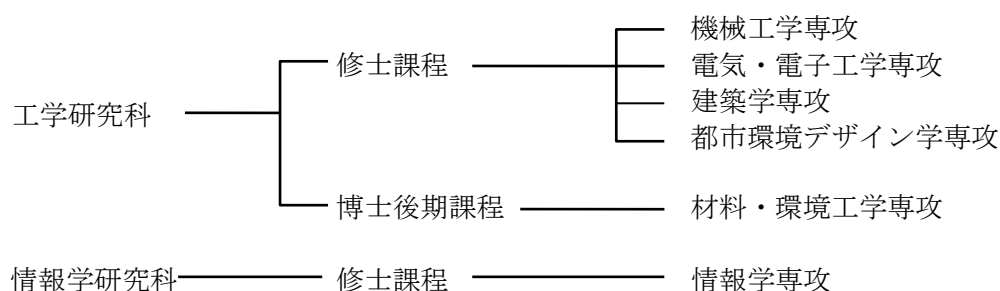 機械工学専攻
修士課程
電気・電子工学専攻
工学研究科
建築学専攻
都市環境デザイン学専攻
博士後期課程
材料・環境工学専攻
情報学研究科
修士課程
情報学専攻